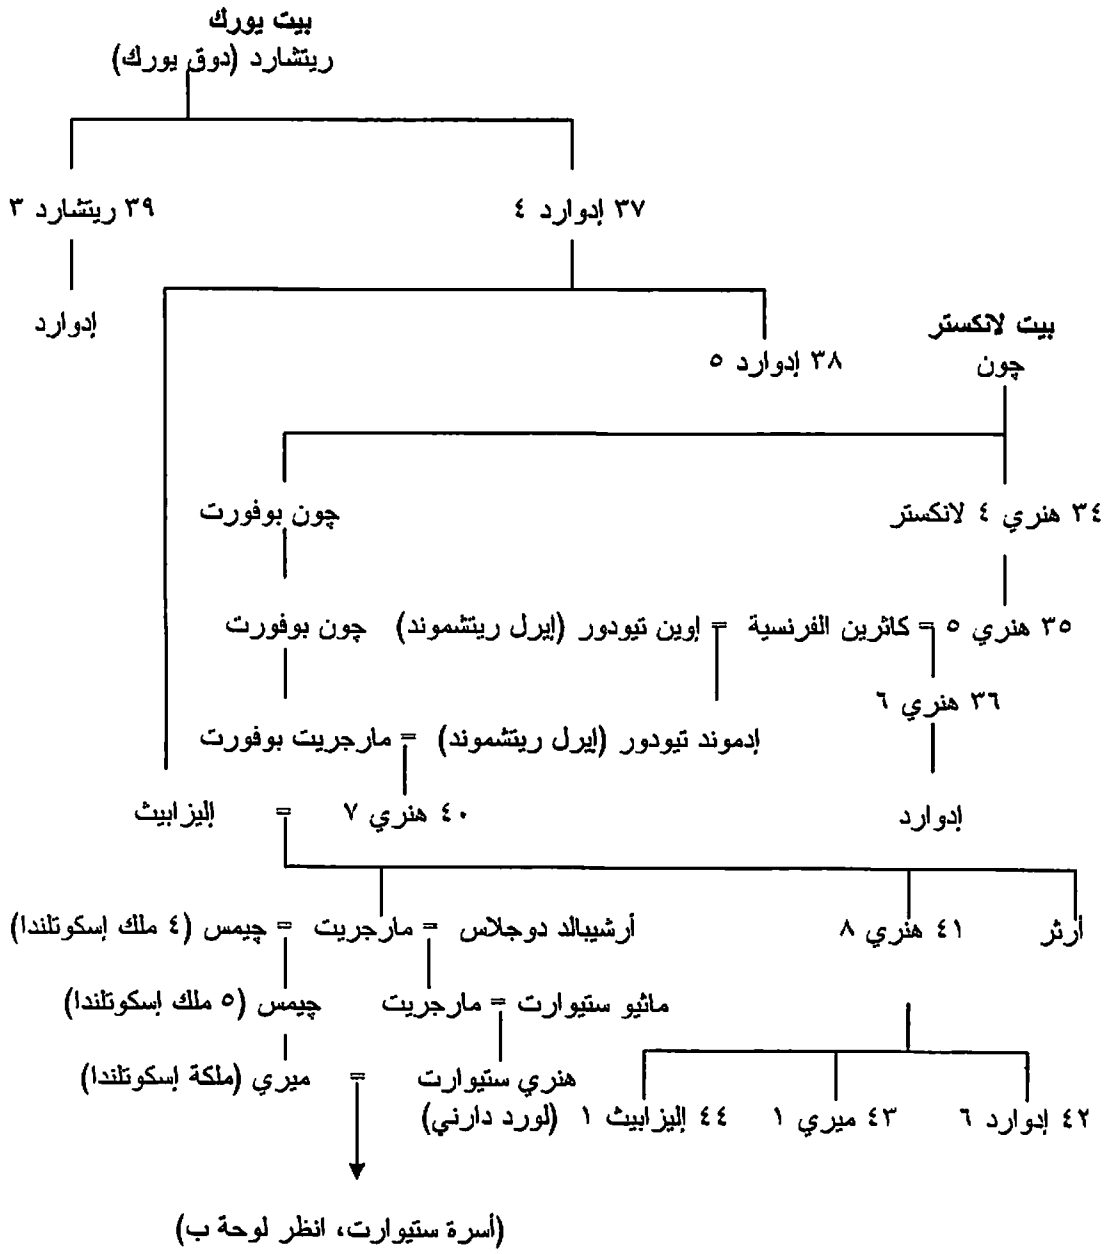 بيت يورك
ريتشارد (دوق يورك)
٣٧ إدوارد ٤
٣٩ ريتشارد ٣
إدوارد
بيت لانكستر
٣٨ إدوارد ٥
چون
٣٤ هنري ٤ لانكستر
چون بوفورت
٣٥ هنري ٥ = كاثرين الفرنسية = إوين تيودور (إيرل ريتشموند)
چون بوفورت
٣٦ هنري ٦
إدموند تيودور (إيرل ريتشموند) = مارجريت بوفورت
إدوارد
٤٠ هنري ٧ = إليزابيث
أرثر
٤١ هنري ٨
أرشيبالد دوجلاس = مارجريت = چيمس (٤ ملك إسكوتلندا)
ماثيو ستيوارت = مارجريت
چيمس (٥ ملك إسكوتلندا)
هنري ستيوارت = ميري (ملكة إسكوتلندا)
(لورد دارني)
٤٢ إدوارد ٦
٤٣ ميري ١
٤٤ إليزابيث ١
(أسرة ستيوارت، انظر لوحة ب)